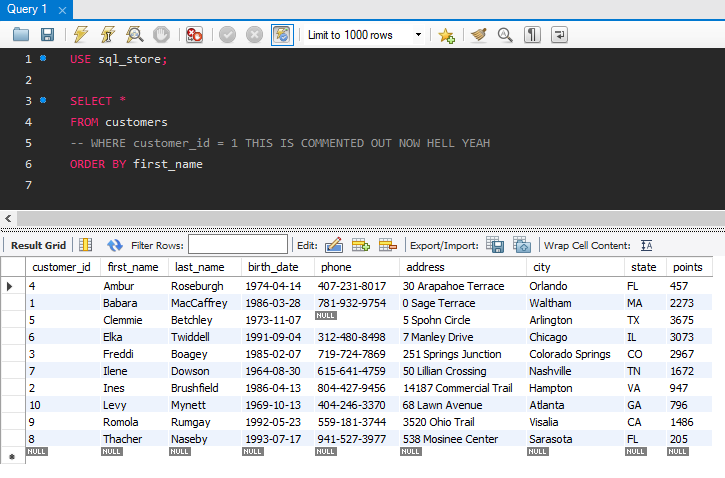 Query 1
Limit to 1000 rows
1 USE sql_store;
2
3 SELECT *
4 FROM customers
5 -- WHERE customer_id = 1 THIS IS COMMENTED OUT NOW HELL YEAH
6 ORDER BY first_name
7
Result Grid Filter Rows: Edit: Export/Import: Wrap Cell Content:
customer_id first_name last_name birth_date phone address city state points
4 Ambur Roseburgh 1974-04-14 407-231-8017 30 Arapahoe Terrace Orlando FL 457
1 Babara MacCaffrey 1986-03-28 781-932-9754 0 Sage Terrace Waltham MA 2273
5 Clemmie Betchley 1973-11-07 NULL 5 Spohn Circle Arlington TX 3675
6 Elka Twiddell 1991-09-04 312-480-8498 7 Manley Drive Chicago IL 3073
3 Freddi Boagey 1985-02-07 719-724-7869 251 Springs Junction Colorado Springs CO 2967
7 Ilene Dowson 1964-08-30 615-641-4759 50 Lillian Crossing Nashville TN 1672
2 Ines Brushfield 1986-04-13 804-427-9456 14187 Commercial Trail Hampton VA 947
10 Levy Mynett 1969-10-13 404-246-3370 68 Lawn Avenue Atlanta GA 796
9 Romola Rumgay 1992-05-23 559-181-3744 3520 Ohio Trail Visalia CA 1486
8 Thacher Naseby 1993-07-17 941-527-3977 538 Mosinee Center Sarasota FL 205
NULL NULL NULL NULL NULL NULL NULL NULL NULL